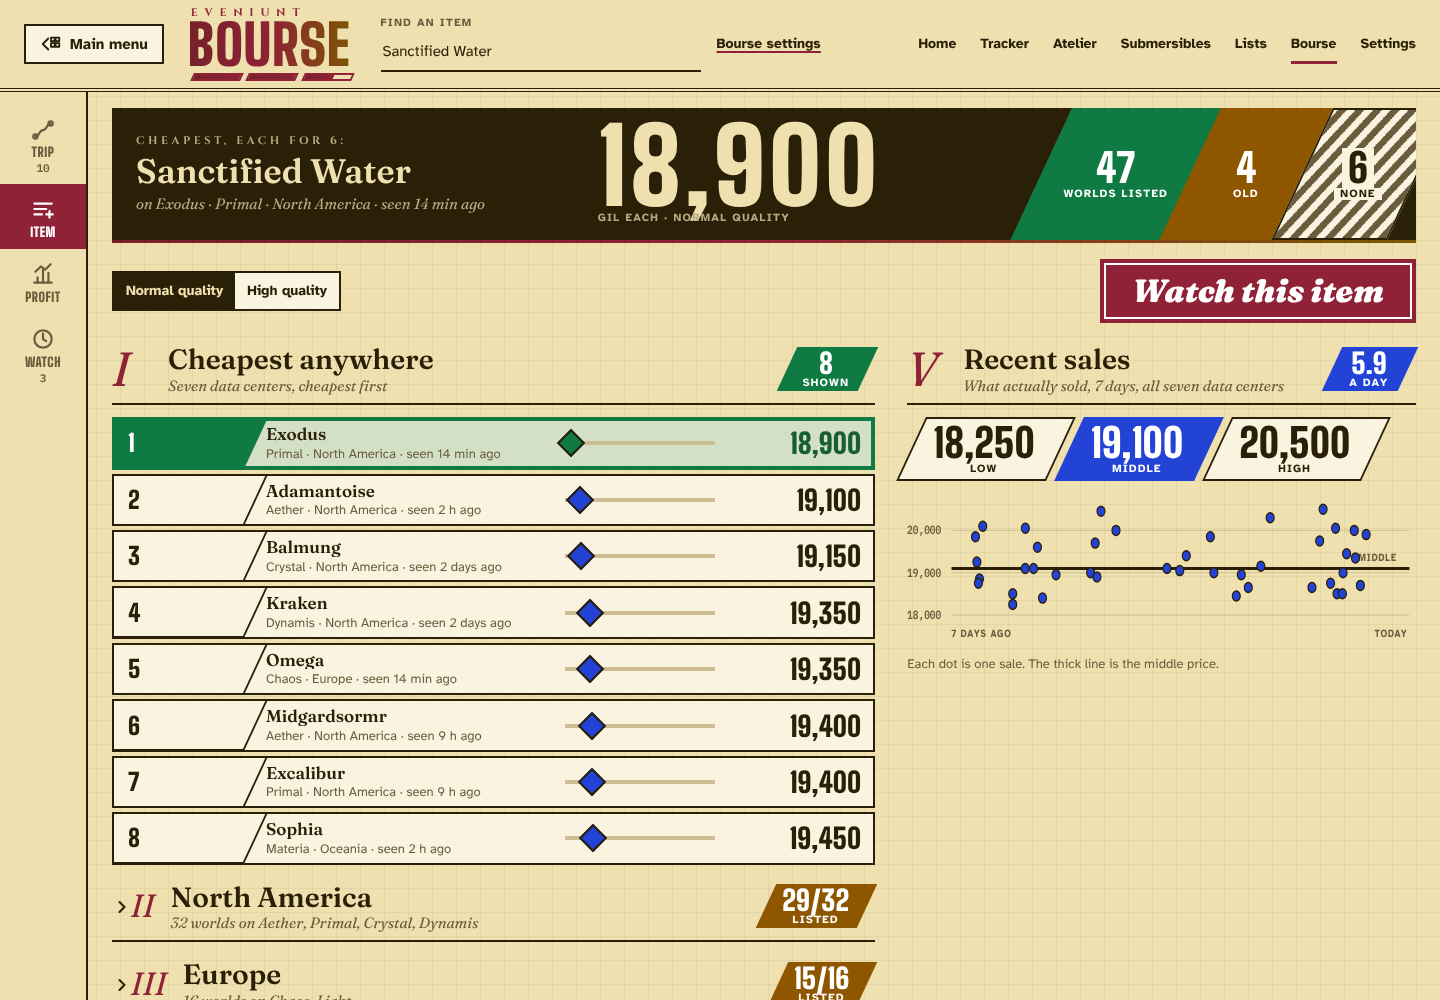 Main menu
EVENIUNT
BOURSE
FIND AN ITEM
Sanctified Water
Bourse settings
Home
Tracker
Atelier
Submersibles
Lists
Bourse
Settings
TRIP
10
ITEM
PROFIT
WATCH
3
CHEAPEST, EACH FOR 6:
Sanctified Water
on Exodus · Primal · North America · seen 14 min ago
18,900
GIL EACH · NORMAL QUALITY
47
WORLDS LISTED
4
OLD
6
NONE
Normal quality
High quality
Watch this item
I
Cheapest anywhere
Seven data centers, cheapest first
8
SHOWN
1
Exodus
Primal · North America · seen 14 min ago
18,900
2
Adamantoise
Aether · North America · seen 2 h ago
19,100
3
Balmung
Crystal · North America · seen 2 days ago
19,150
4
Kraken
Dynamis · North America · seen 2 days ago
19,350
5
Omega
Chaos · Europe · seen 14 min ago
19,350
6
Midgardsormr
Aether · North America · seen 9 h ago
19,400
7
Excalibur
Primal · North America · seen 9 h ago
19,400
8
Sophia
Materia · Oceania · seen 2 h ago
19,450
II
North America
32 worlds on Aether, Primal, Crystal, Dynamis
29/32
LISTED
III
Europe
16 worlds on Chaos, Light
15/16
LISTED
V
Recent sales
What actually sold, 7 days, all seven data centers
5.9
A DAY
18,250
LOW
19,100
MIDDLE
20,500
HIGH
20,000
MIDDLE
19,000
18,000
7 DAYS AGO
TODAY
Each dot is one sale. The thick line is the middle price.